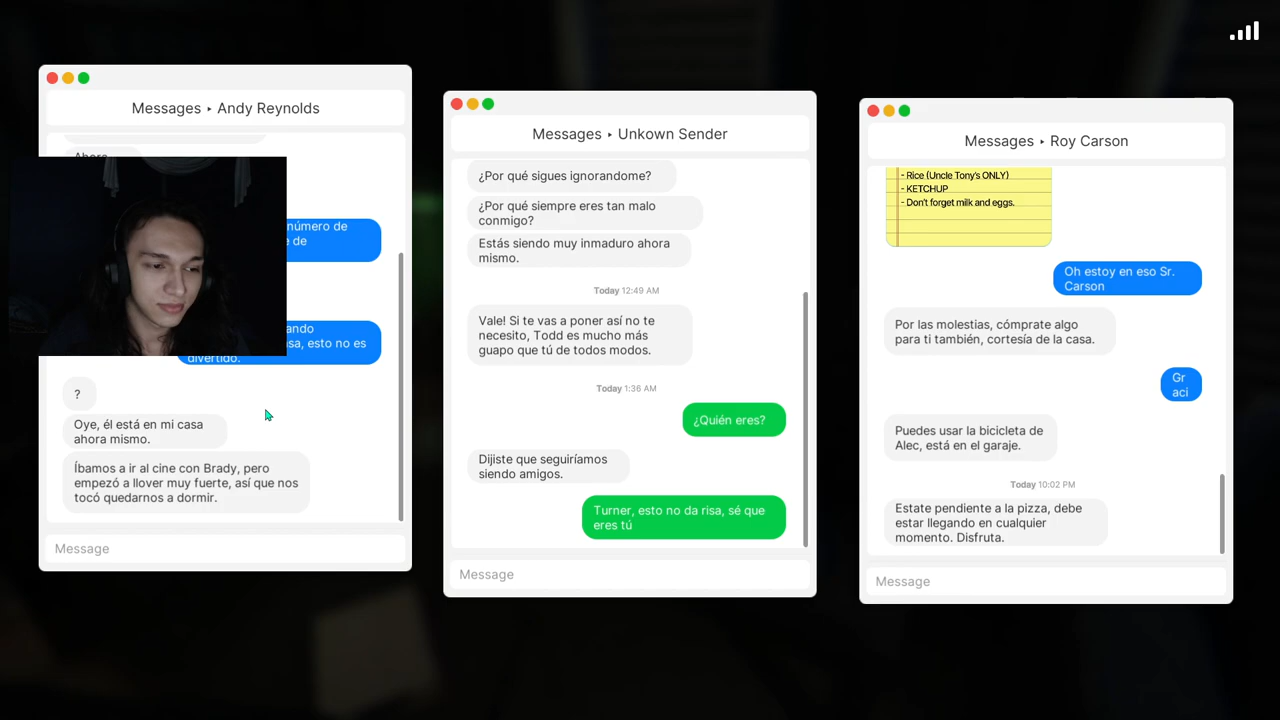 Messages ‣ Andy Reynolds
Ahora
número de
e de
ando
sa, esto no es
divertido.
?
Oye, él está en mi casa
ahora mismo.
Íbamos a ir al cine con Brady, pero
empezó a llover muy fuerte, así que nos
tocó quedarnos a dormir.
Message
Messages ‣ Unkown Sender
¿Por qué sigues ignorandome?
¿Por qué siempre eres tan malo
conmigo?
Estás siendo muy inmaduro ahora
mismo.
Today 12:49 AM
Vale! Si te vas a poner así no te
necesito, Todd es mucho más
guapo que tú de todos modos.
Today 1:36 AM
¿Quién eres?
Dijiste que seguiríamos
siendo amigos.
Turner, esto no da risa, sé que
eres tú
Message
Messages ‣ Roy Carson
- Rice (Uncle Tony's ONLY)
- KETCHUP
- Don't forget milk and eggs.
Oh estoy en eso Sr.
Carson
Por las molestias, cómprate algo
para ti también, cortesía de la casa.
Gr
aci
Puedes usar la bicicleta de
Alec, está en el garaje.
Today 10:02 PM
Estate pendiente a la pizza, debe
estar llegando en cualquier
momento. Disfruta.
Message